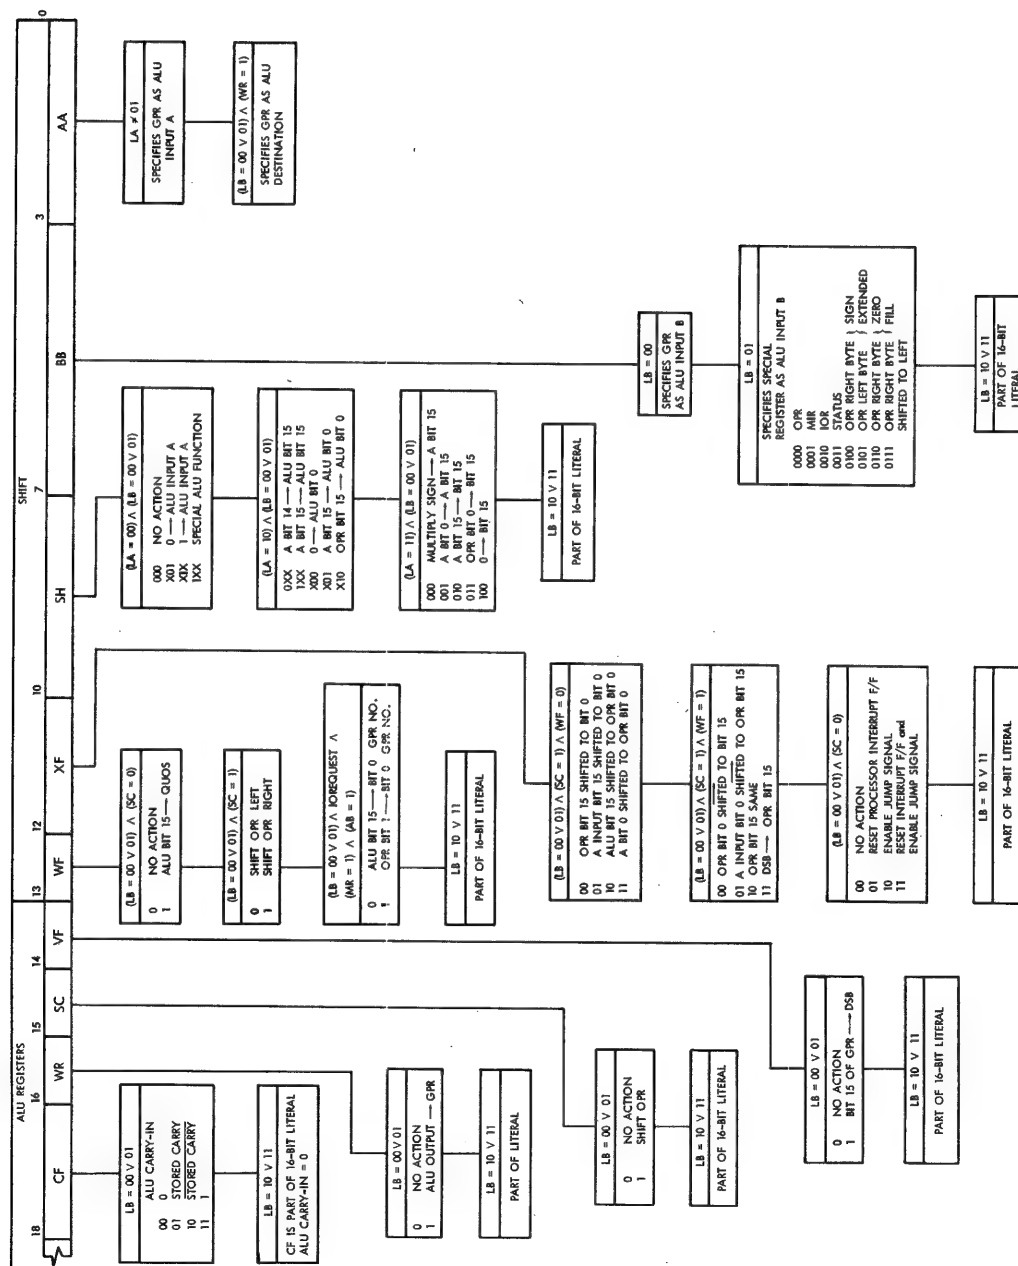 ALU REGISTERS
SHIFT
18
16
15
14
13
12
10
7
3
0
CF
WR
SC
VF
WF
XF
SH
BB
AA
LB = 00 V 01
ALU CARRY-IN
00 0
01 STORED CARRY
10 STORED CARRY
11 1
LB = 10 V 11
CF IS PART OF 16-BIT LITERAL
ALU CARRY-IN = 0
LB = 00 V 01
0 NO ACTION
1 ALU OUTPUT → GPR
LB = 10 V 11
PART OF LITERAL
LB = 00 V 01
0 NO ACTION
1 SHIFT OPR
LB = 10 V 11
PART OF 16-BIT LITERAL
LB = 00 V 01
0 NO ACTION
1 BIT 15 OF GPR → DSB
LB = 10 V 11
PART OF 16-BIT LITERAL
(LB = 00 V 01) Λ (SC = 0)
0 NO ACTION
1 ALU BIT 15 — QUOS
(LB = 00 V 01) Λ (SC = 1)
0 SHIFT OPR LEFT
1 SHIFT OPR RIGHT
(LB = 00 V 01) Λ IOREQUEST Λ
(MR = 1) Λ (AB = 1)
0 ALU BIT 15 → BIT 0 GPR NO.
1 OPR BIT 1 → BIT 0 GPR NO.
LB = 10 V 11
PART OF 16-BIT LITERAL
(LB = 00 V 01) Λ (SC = 1) Λ (WF = 0)
00 OPR BIT 15 SHIFTED TO BIT 0
01 A INPUT BIT 15 SHIFTED TO BIT 0
10 ALU BIT 15 SHIFTED TO OPR BIT 0
11 A BIT 0 SHIFTED TO OPR BIT 0
(LB = 00 V 01) Λ (SC = 1) Λ (WF = 1)
00 OPR BIT 0 SHIFTED TO BIT 15
01 A INPUT BIT 0 SHIFTED TO OPR BIT 15
10 OPR BIT 15 SAME
11 DSB → OPR BIT 15
(LB = 00 V 01) Λ (SC = 0)
00 NO ACTION
01 RESET PROCESSOR INTERRUPT F/F
10 ENABLE JUMP SIGNAL
11 RESET INTERRUPT F/F and
ENABLE JUMP SIGNAL
LB = 10 V 11
PART OF 16-BIT LITERAL
(LA = 00) Λ (LB = 00 V 01)
000 NO ACTION
X01 0 → ALU INPUT A
X1X 1 → ALU INPUT A
1XX SPECIAL ALU FUNCTION
(LA = 10) Λ (LB = 00 V 01)
0XX A BIT 14 → ALU BIT 15
1XX A BIT 15 → ALU BIT 15
X00 0 → ALU BIT 0
X01 A BIT 15 → ALU BIT 0
X10 OPR BIT 15 → ALU BIT 0
(LA = 11) Λ (LB = 00 V 01)
000 MULTIPLY SIGN → A BIT 15
001 A BIT 0 → A BIT 15
010 A BIT 15 → BIT 15
011 OPR BIT 0 → BIT 15
100 0 → BIT 15
LB = 10 V 11
PART OF 16-BIT LITERAL
LB = 00
SPECIFIES GPR
AS ALU INPUT B
LB = 01
SPECIFIES SPECIAL
REGISTER AS ALU INPUT B
0000 OPR
0001 MIR
0010 IOR
0011 STATUS
0100 OPR RIGHT BYTE } SIGN
0101 OPR LEFT BYTE } EXTENDED
0110 OPR RIGHT BYTE } ZERO
0111 OPR RIGHT BYTE } FILL
SHIFTED TO LEFT
LB = 10 V 11
PART OF 16-BIT
LITERAL
LA ≠ 01
SPECIFIES GPR AS ALU
INPUT A
(LB = 00 V 01) Λ (WR = 1)
SPECIFIES GPR AS ALU
DESTINATION